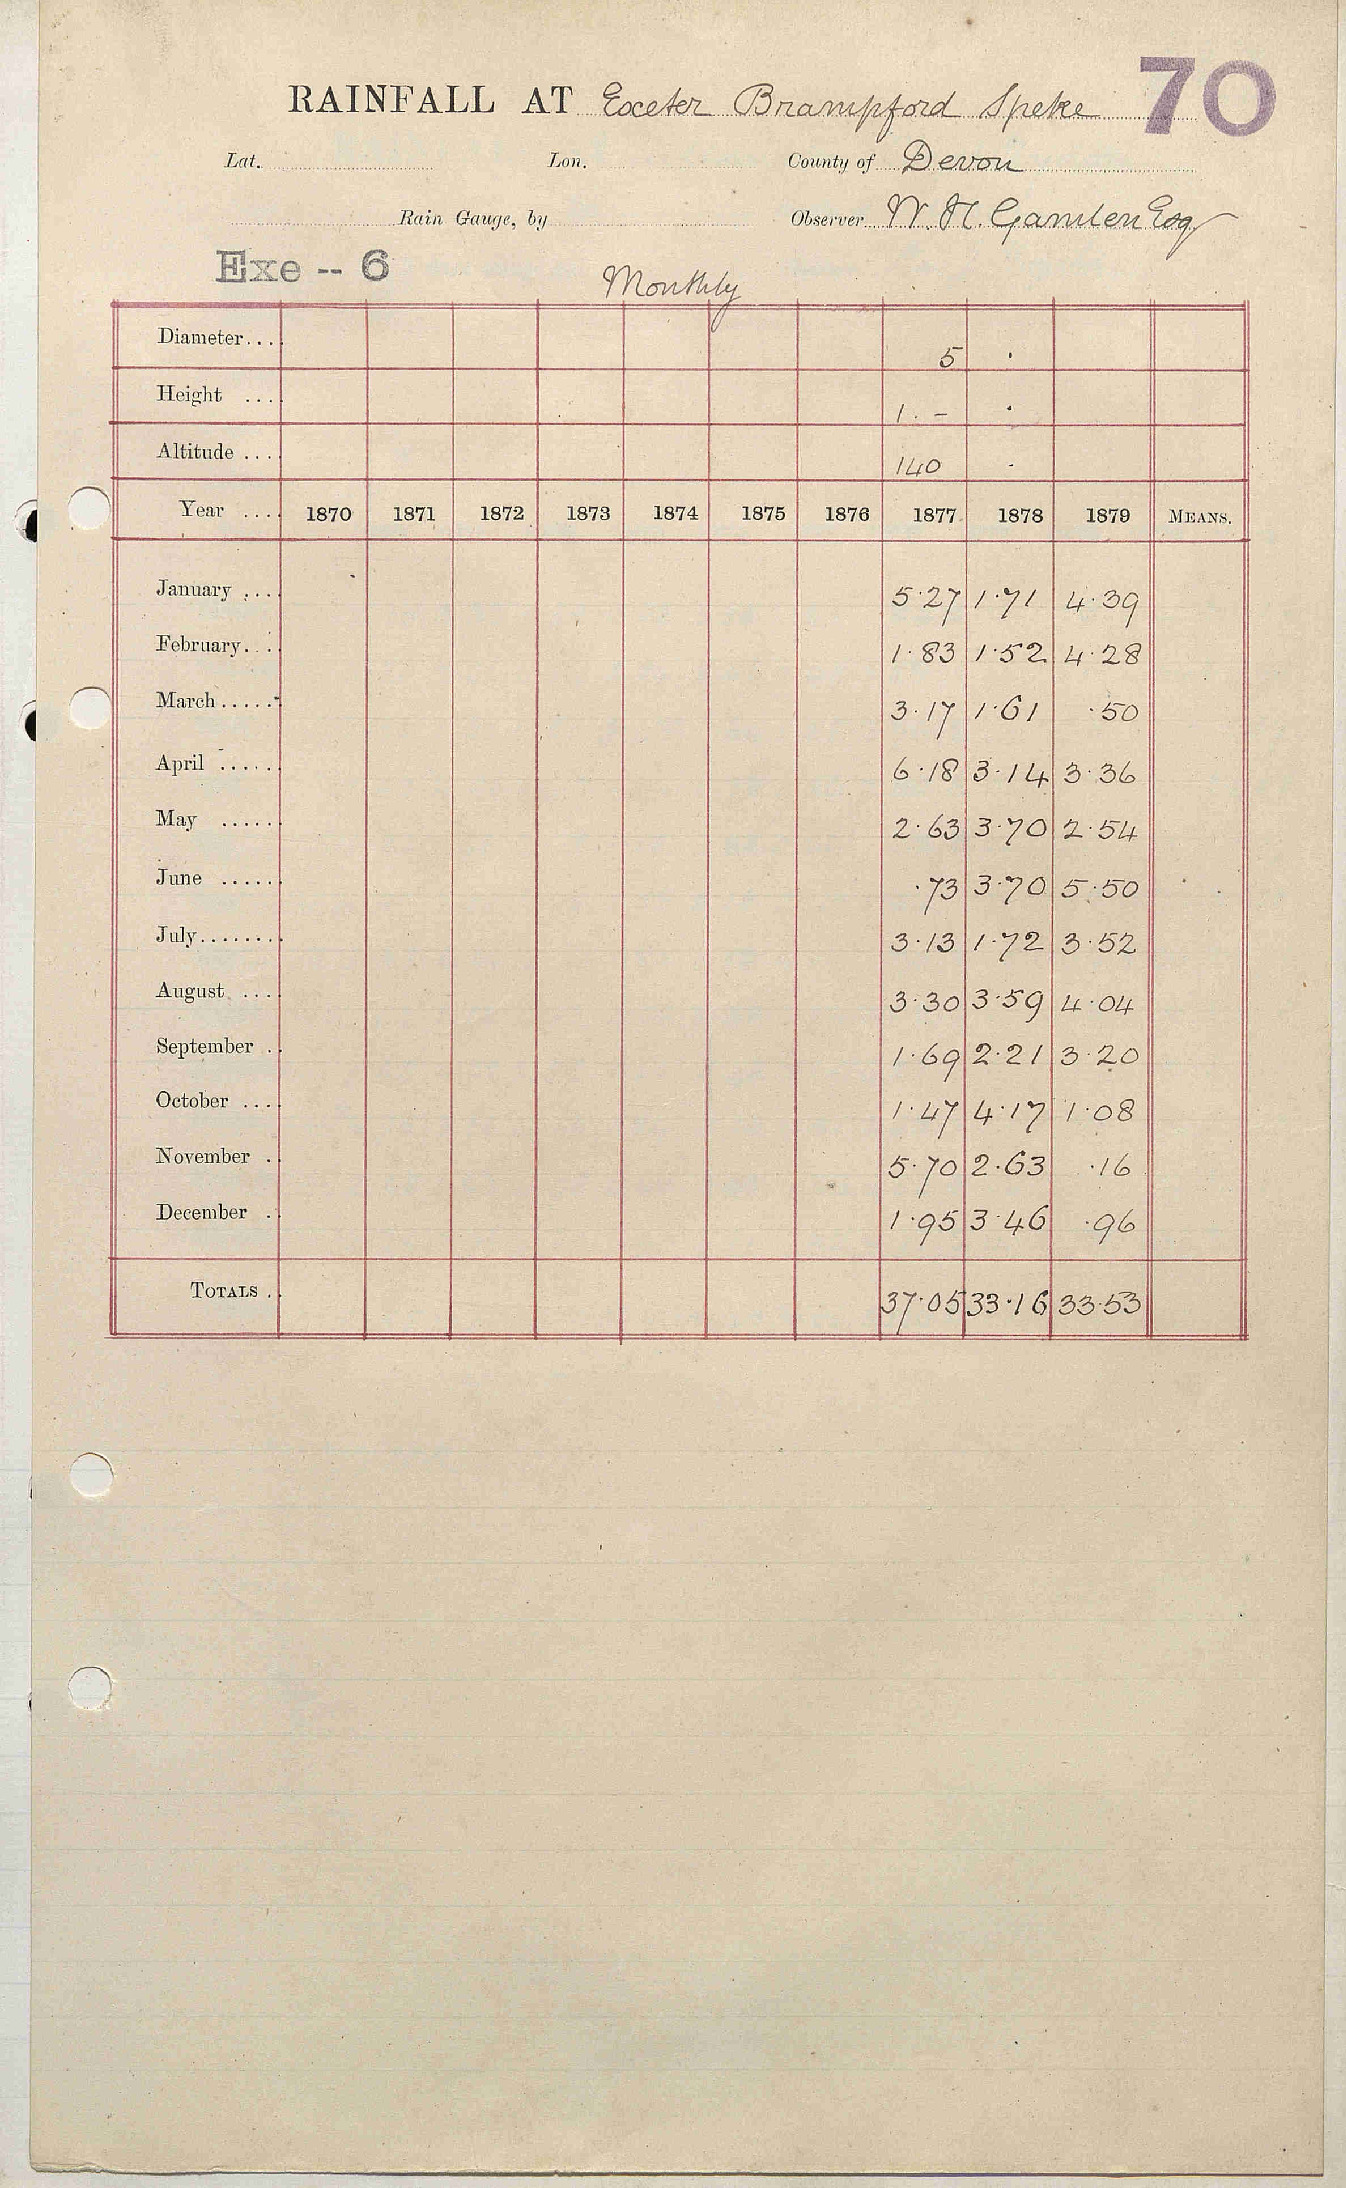 RAINFALL AT Exeter Brampford Speke 70
Lat. Lon. County of Devon
Rain Gauge, by Observer W. H. Gamlen Esq
Exe -- 6
Monthly
Diameter... 5 .
Height ... 1 . - .
Altitude ... 140 .
Year .... 1870 1871 1872 1873 1874 1875 1876 1877 1878 1879 MEANS.
January .... 5.27 1.71 4.39
February... 1.83 1.52 4.28
March...... 3.17 1.61 .50
April ...... 6.18 3.14 3.36
May ...... 2.63 3.70 2.54
June ...... .73 3.70 5.50
July........ 3.13 1.72 3.52
August .... 3.30 3.59 4.04
September .. 1.69 2.21 3.20
October .... 1.47 4.17 1.08
November .. 5.70 2.63 .16
December .. 1.95 3.46 .96
TOTALS .. 37.05 33.16 33.53